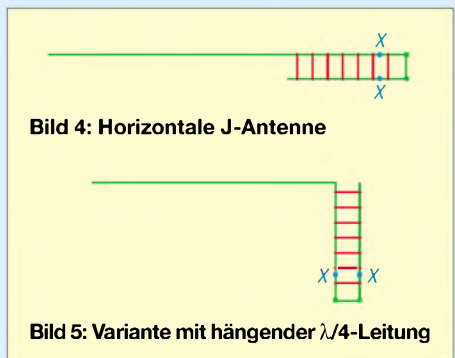 X
X
Bild 4: Horizontale J-Antenne
X X
Bild 5: Variante mit hängender λ/4-Leitung